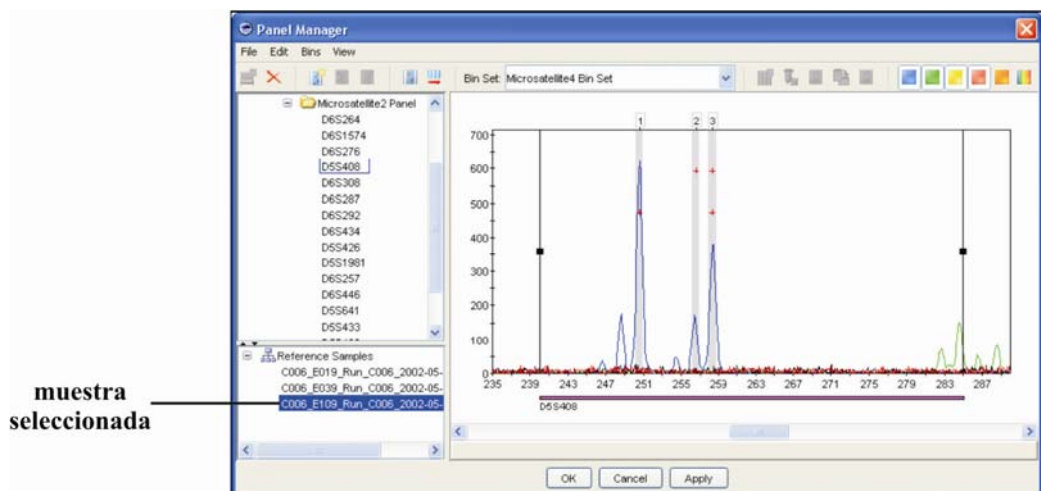 Panel Manager
File Edit Bins View
Bin Set: Microsatellite4 Bin Set
Microsatellite2 Panel
D6S264
D6S1574
D6S276
D5S408
D6S308
D6S287
D6S292
D6S434
D5S426
D5S1981
D6S257
D6S446
D5S641
D5S433
Reference Samples
C006_E019_Run_C006_2002-05-
C006_E039_Run_C006_2002-05-
C006_E109_Run_C006_2002-05-
muestra
seleccionada
1 2 3
700
600
500
400
300
200
100
0
235 239 243 247 251 255 259 263 267 271 275 279 283 287
D5S408
OK Cancel Apply